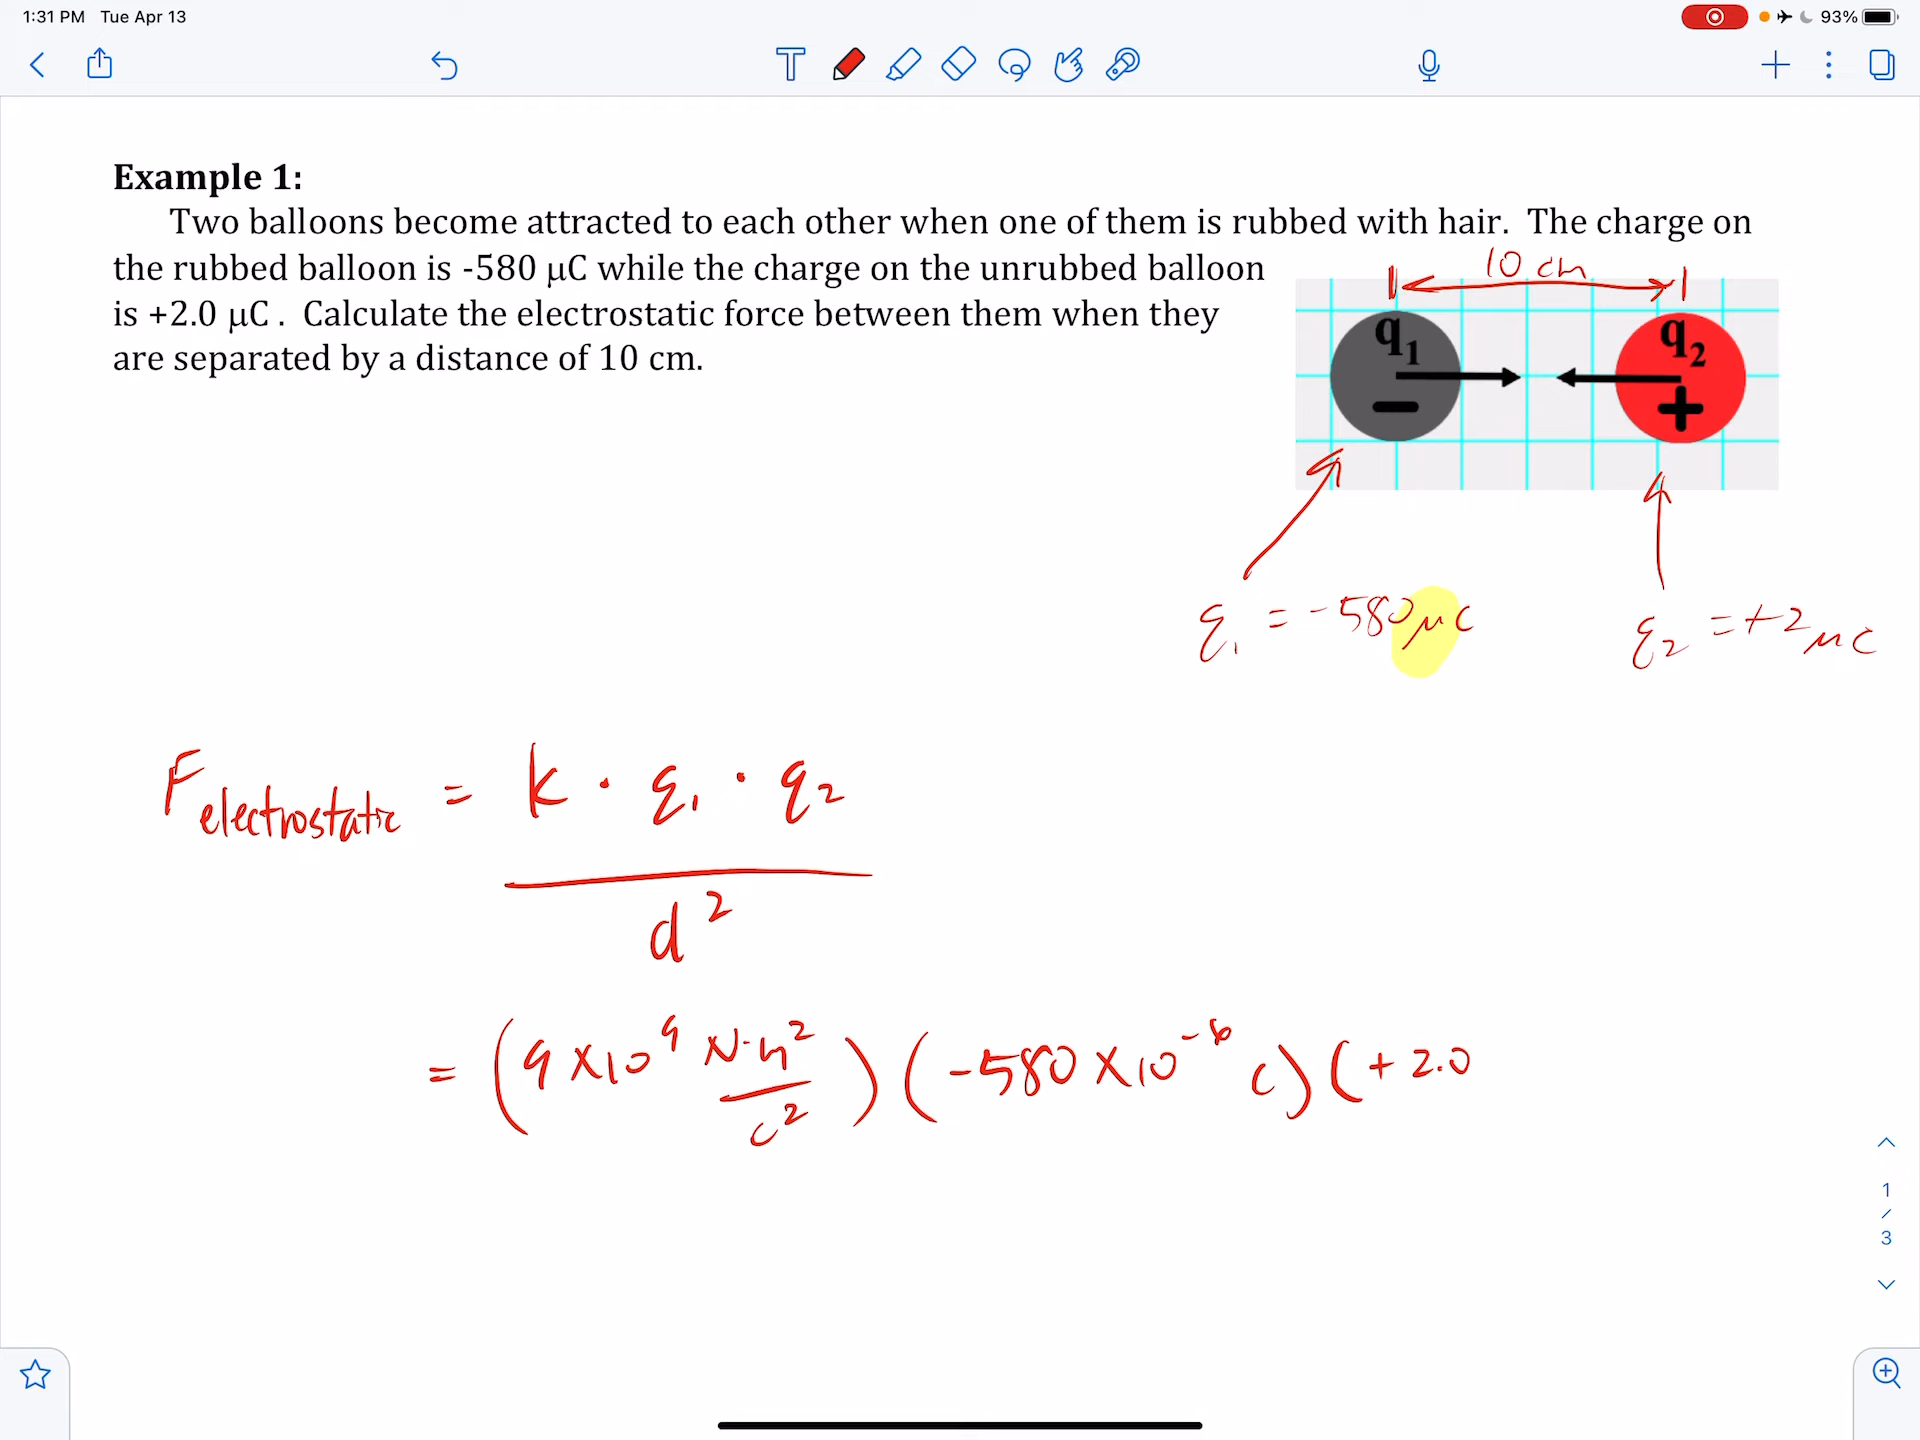 1:31 PM Tue Apr 13
93%
T
Example 1:
Two balloons become attracted to each other when one of them is rubbed with hair. The charge on
the rubbed balloon is -580 μC while the charge on the unrubbed balloon
is +2.0 μC . Calculate the electrostatic force between them when they
are separated by a distance of 10 cm.
10 cm
q₁ q₂
− +
q₁ = -580 μC q₂ = +2 μC
F electrostatic = k · q₁ · q₂
d²
= (9 X10⁹ N·m²/C²) (-580 X10⁻⁶ C) (+2.0
1
/
3